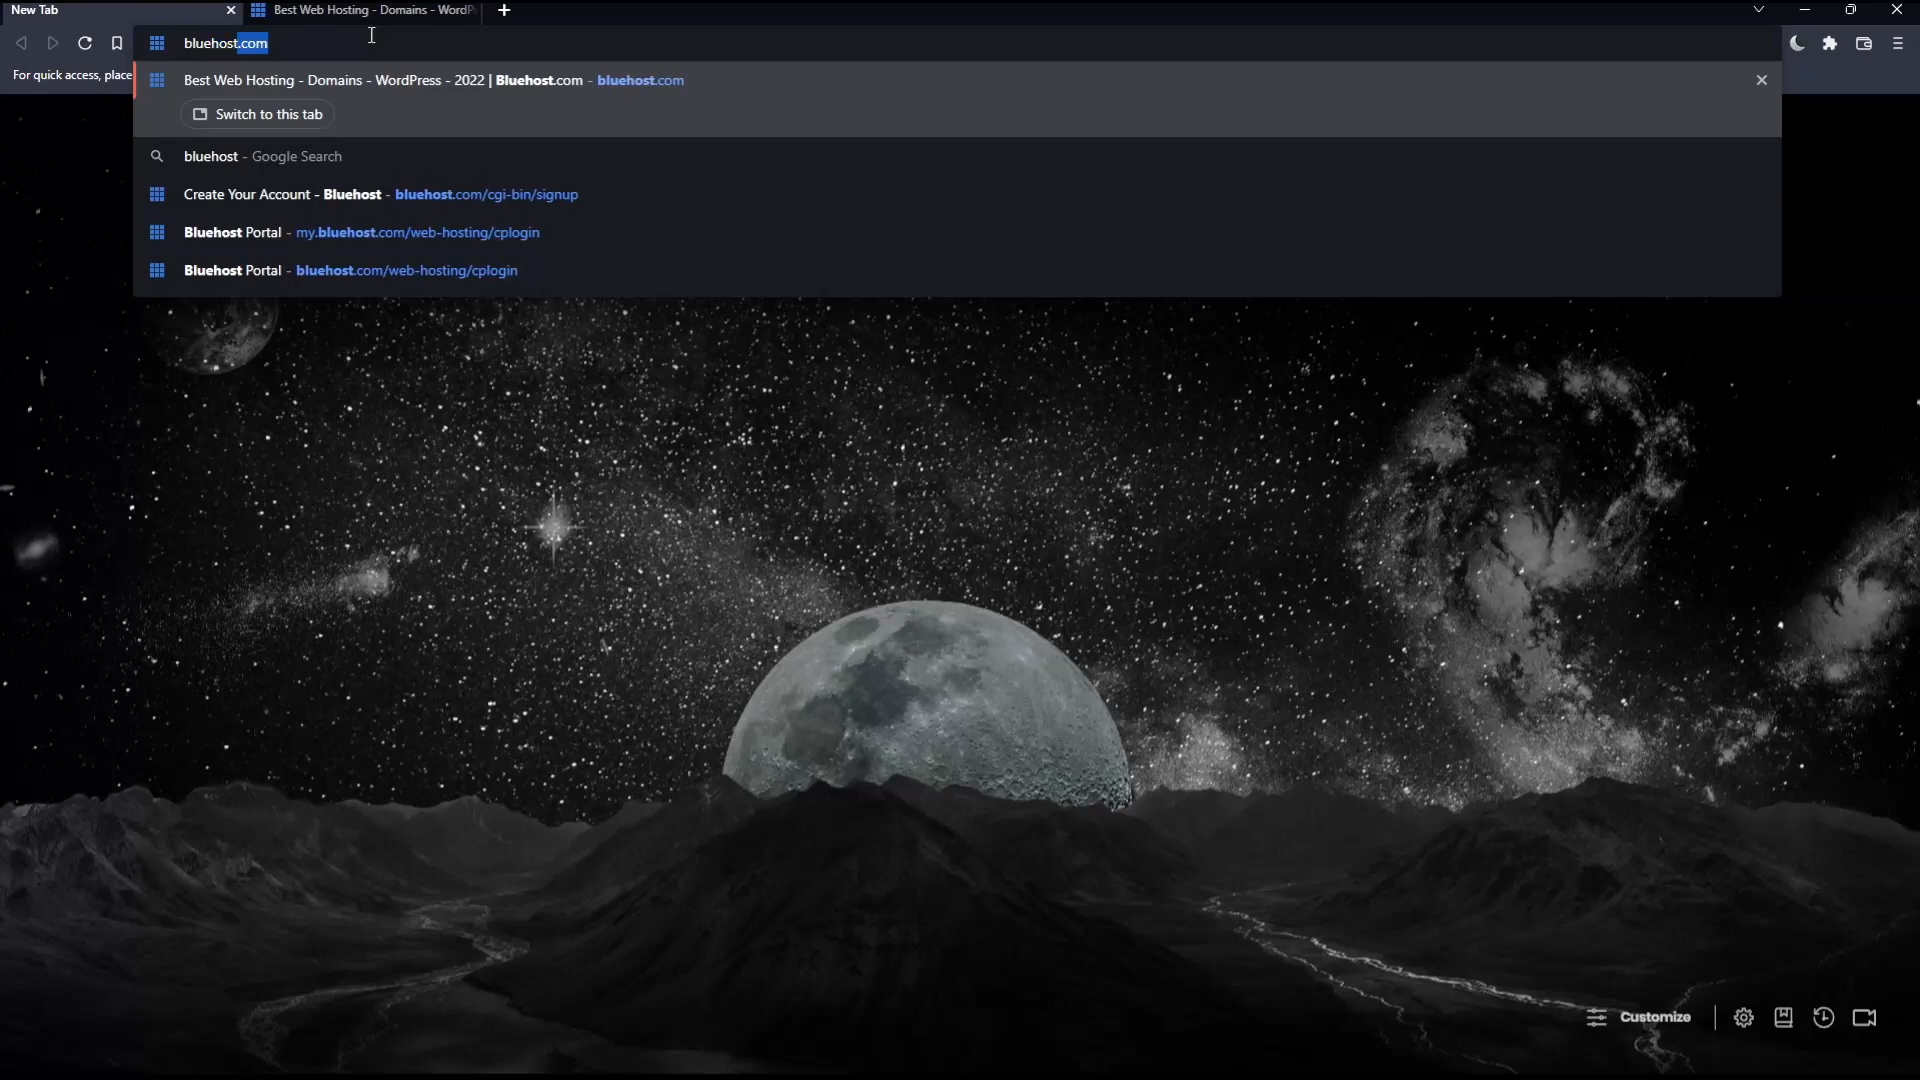 New Tab
Best Web Hosting - Domains - WordP
bluehost.com
For quick access, place
Best Web Hosting - Domains - WordPress - 2022 | Bluehost.com - bluehost.com
Switch to this tab
bluehost - Google Search
Create Your Account - Bluehost - bluehost.com/cgi-bin/signup
Bluehost Portal - my.bluehost.com/web-hosting/cplogin
Bluehost Portal - bluehost.com/web-hosting/cplogin
Customize